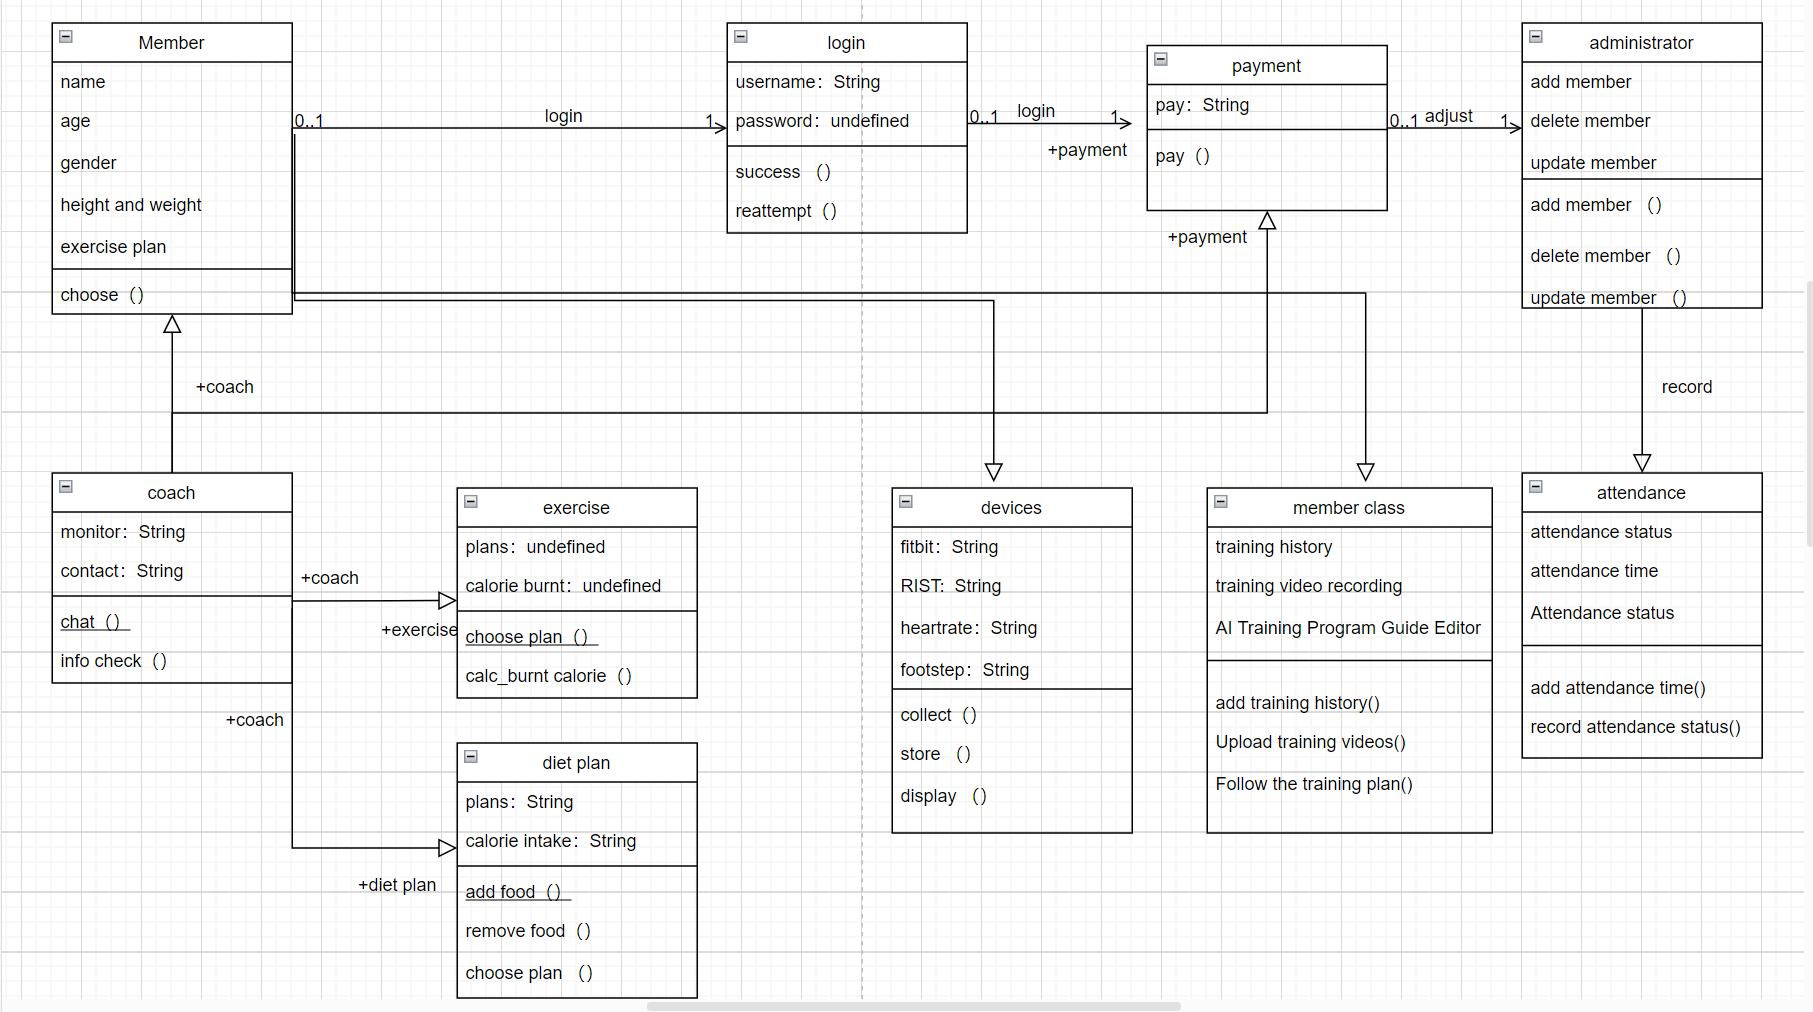 Member
name
age
gender
height and weight
exercise plan
choose （）
0..1
login
1
login
username：String
password：undefined
success （）
reattempt （）
0..1
login
1
+payment
payment
pay：String
pay （）
+payment
0..1
adjust
1
administrator
add member
delete member
update member
add member （）
delete member （）
update member （）
+coach
record
coach
monitor：String
contact：String
chat （）
info check （）
+coach
+exercise
+coach
exercise
plans：undefined
calorie burnt：undefined
choose plan （）
calc_burnt calorie （）
diet plan
plans：String
calorie intake：String
add food （）
remove food （）
choose plan （）
+diet plan
devices
fitbit：String
RIST：String
heartrate：String
footstep：String
collect （）
store （）
display （）
member class
training history
training video recording
AI Training Program Guide Editor
add training history()
Upload training videos()
Follow the training plan()
attendance
attendance status
attendance time
Attendance status
add attendance time()
record attendance status()